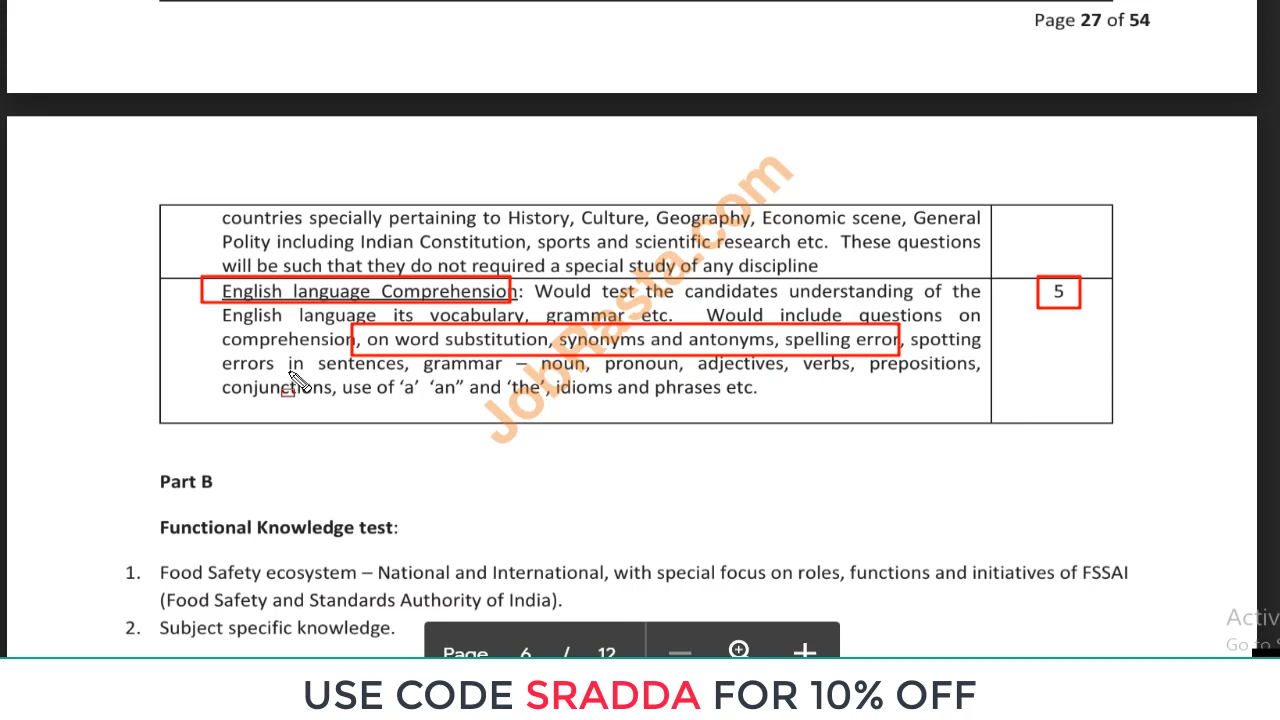 Page 27 of 54
countries specially pertaining to History, Culture, Geography, Economic scene, General
Polity including Indian Constitution, sports and scientific research etc. These questions
will be such that they do not required a special study of any discipline
English language Comprehension: Would test the candidates understanding of the
5
English language its vocabulary, grammar etc. Would include questions on
comprehension, on word substitution, synonyms and antonyms, spelling error, spotting
errors in sentences, grammar – noun, pronoun, adjectives, verbs, prepositions,
conjunctions, use of ‘a’ ‘an” and ‘the’, idioms and phrases etc.
JobRasta.com
Part B
Functional Knowledge test:
1. Food Safety ecosystem – National and International, with special focus on roles, functions and initiatives of FSSAI
(Food Safety and Standards Authority of India).
2. Subject specific knowledge.
Page 6 / 12
Activ
Go to S
USE CODE SRADDA FOR 10% OFF